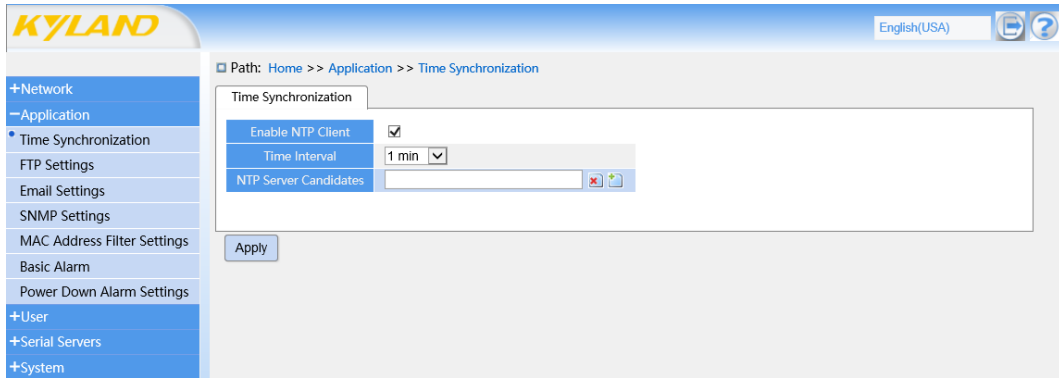 KYLAND
English(USA)
Path: Home >> Application >> Time Synchronization
+Network
−Application
Time Synchronization
FTP Settings
Email Settings
SNMP Settings
MAC Address Filter Settings
Basic Alarm
Power Down Alarm Settings
+User
+Serial Servers
+System
Time Synchronization
Enable NTP Client
Time Interval 1 min
NTP Server Candidates
Apply